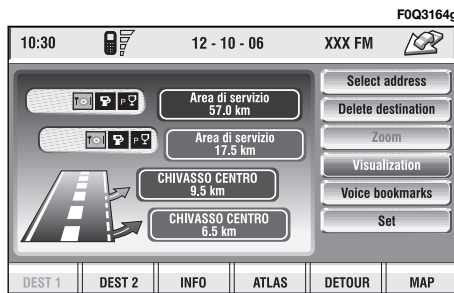 F0Q3164g
10:30 12 - 10 - 06 XXX FM
Select address
Delete destination
Zoom
Visualization
Voice bookmarks
Set
Area di servizio
57.0 km
Area di servizio
17.5 km
CHIVASSO CENTRO
9.5 km
CHIVASSO CENTRO
6.5 km
DEST 1 DEST 2 INFO ATLAS DETOUR MAP